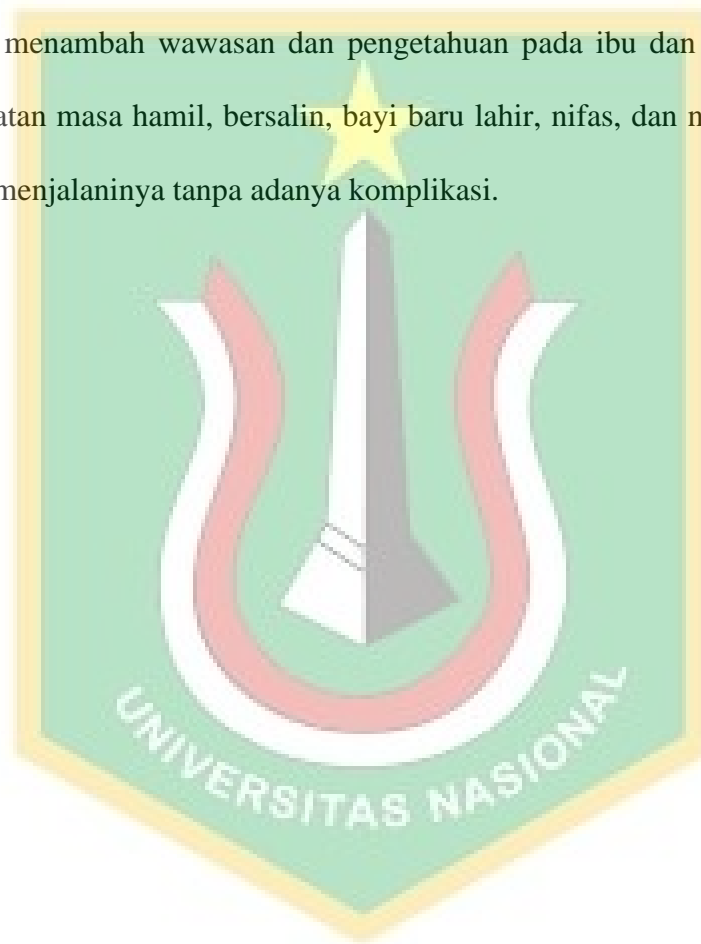 menambah wawasan dan pengetahuan pada ibu dan
masa hamil, bersalin, bayi baru lahir, nifas, dan
menjalaninya tanpa adanya komplikasi.
UNIVERSITAS NASIONAL